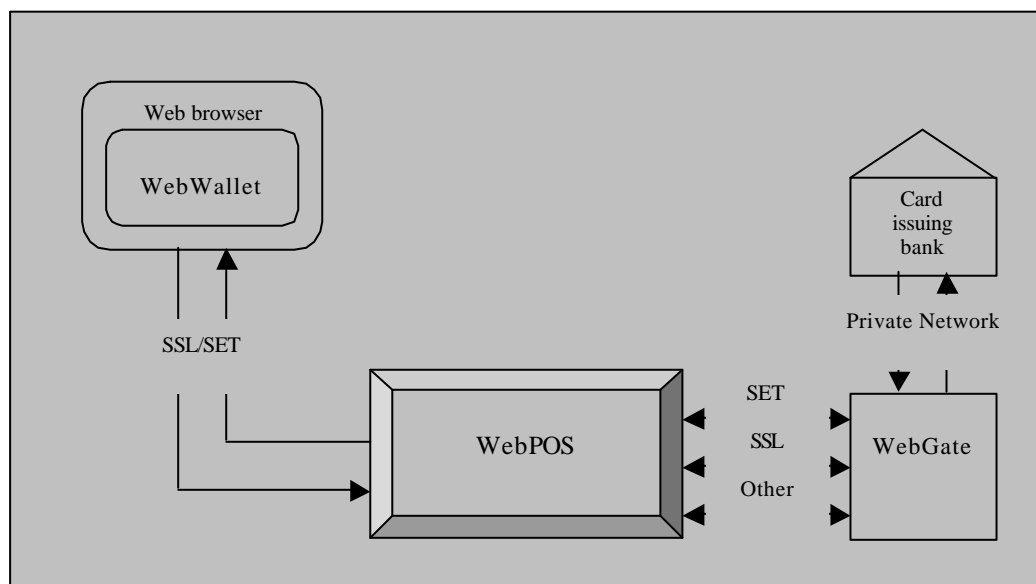 Web browser
WebWallet
Card
issuing
bank
Private Network
SSL/SET
SET
WebPOS
SSL
WebGate
Other